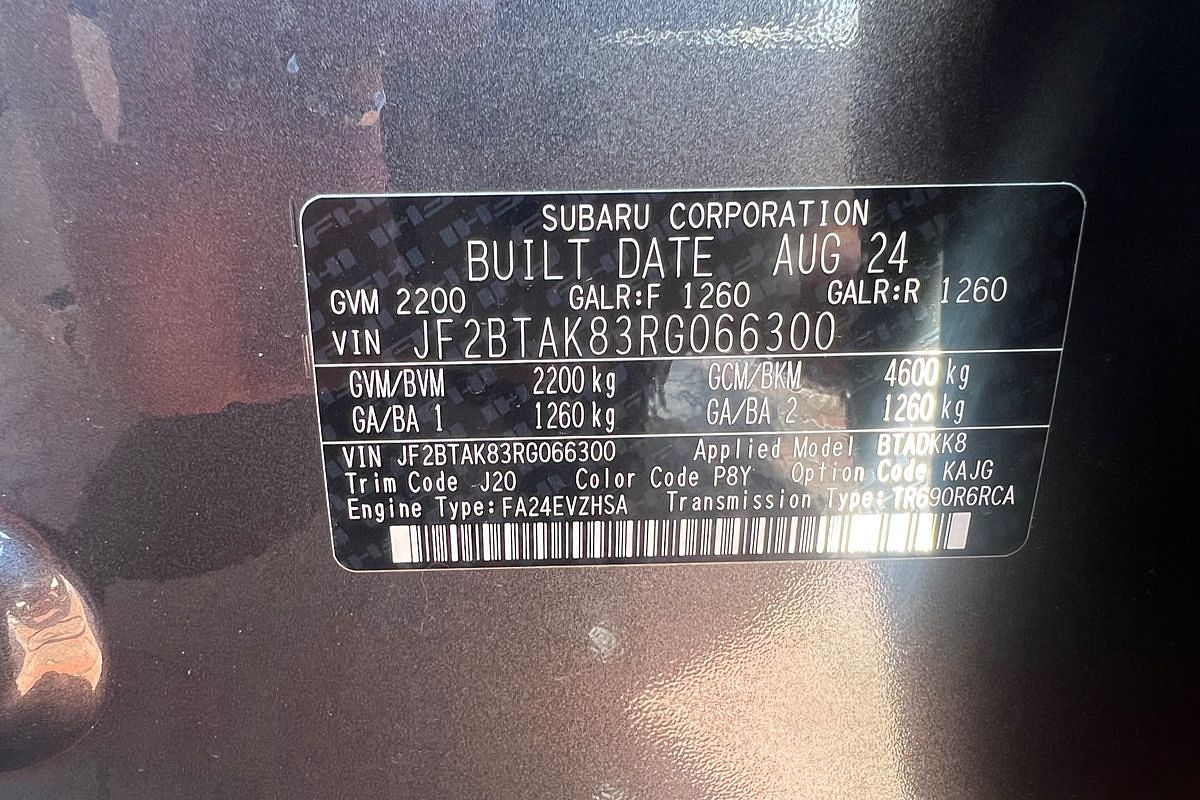 SUBARU CORPORATION
BUILT DATE AUG 24
GVM 2200 GALR:F 1260 GALR:R 1260
VIN JF2BTAK83RG066300
GVM/BVM 2200 kg GCM/BKM 4600 kg
GA/BA 1 1260 kg GA/BA 2 1260 kg
VIN JF2BTAK83RG066300 Applied Model BTADKK8
Trim Code J20 Color Code P8Y Option Code KAJG
Engine Type: FA24EVZHSA Transmission Type: TR690R6RCA